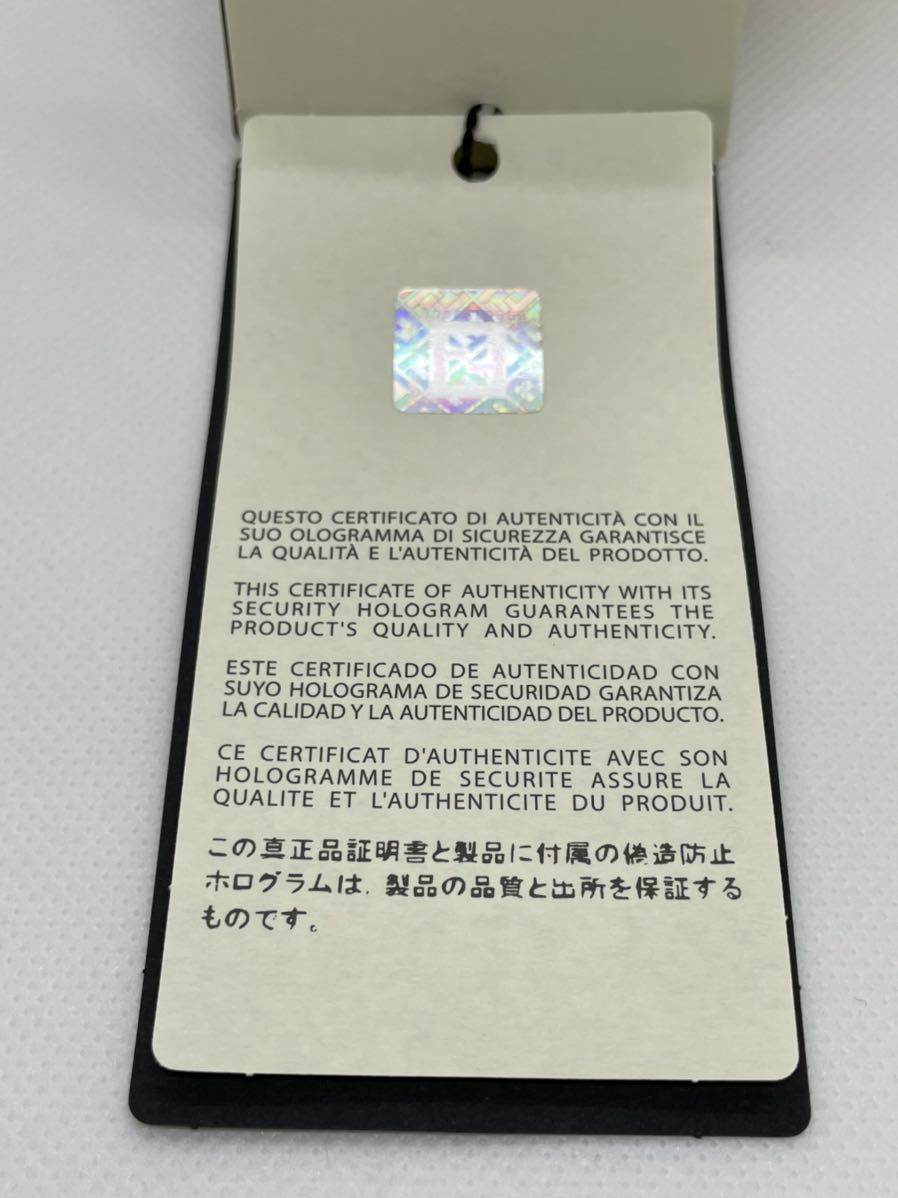 QUESTO CERTIFICATO DI AUTENTICITÀ CON IL
SUO OLOGRAMMA DI SICUREZZA GARANTISCE
LA QUALITÀ E L'AUTENTICITÀ DEL PRODOTTO.
THIS CERTIFICATE OF AUTHENTICITY WITH ITS
SECURITY HOLOGRAM GUARANTEES THE
PRODUCT'S QUALITY AND AUTHENTICITY.
ESTE CERTIFICADO DE AUTENTICIDAD CON
SUYO HOLOGRAMA DE SECURIDAD GARANTIZA
LA CALIDAD Y LA AUTENTICIDAD DEL PRODUCTO.
CE CERTIFICAT D'AUTHENTICITE AVEC SON
HOLOGRAMME DE SECURITE ASSURE LA
QUALITE ET L'AUTHENTICITE DU PRODUIT.
この真正品証明書と製品に付属の偽造防止
ホログラムは、製品の品質と出所を保証する
ものです。